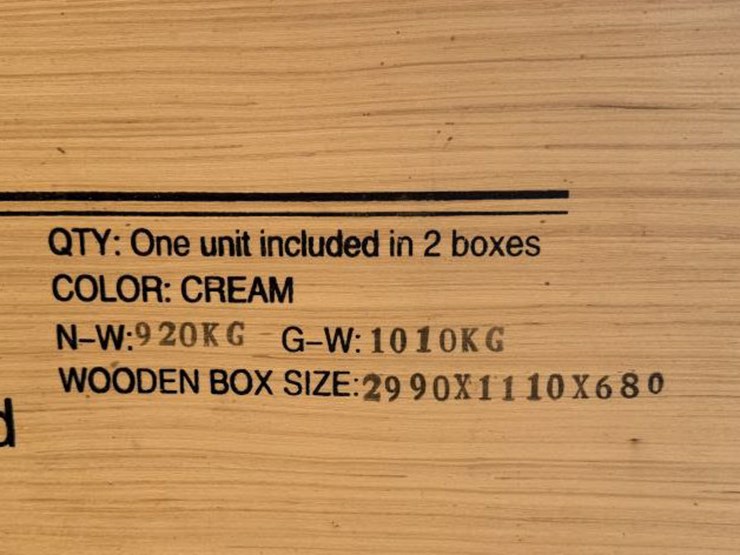 QTY: One unit included in 2 boxes
COLOR: CREAM
N-W:920KG G-W:1010KG
WOODEN BOX SIZE:2990X1110X680
d